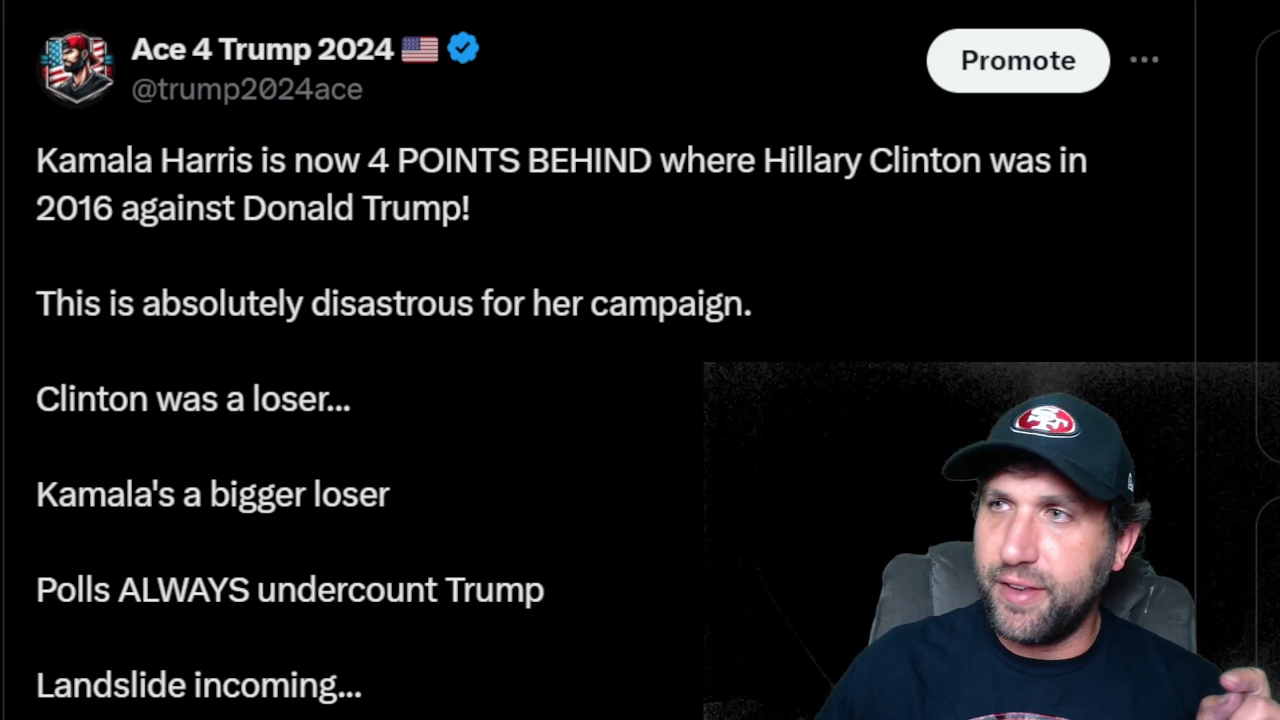 Ace 4 Trump 2024 🇺🇸
@trump2024ace
Promote
Kamala Harris is now 4 POINTS BEHIND where Hillary Clinton was in
2016 against Donald Trump!
This is absolutely disastrous for her campaign.
Clinton was a loser...
Kamala's a bigger loser
Polls ALWAYS undercount Trump
Landslide incoming...
SF